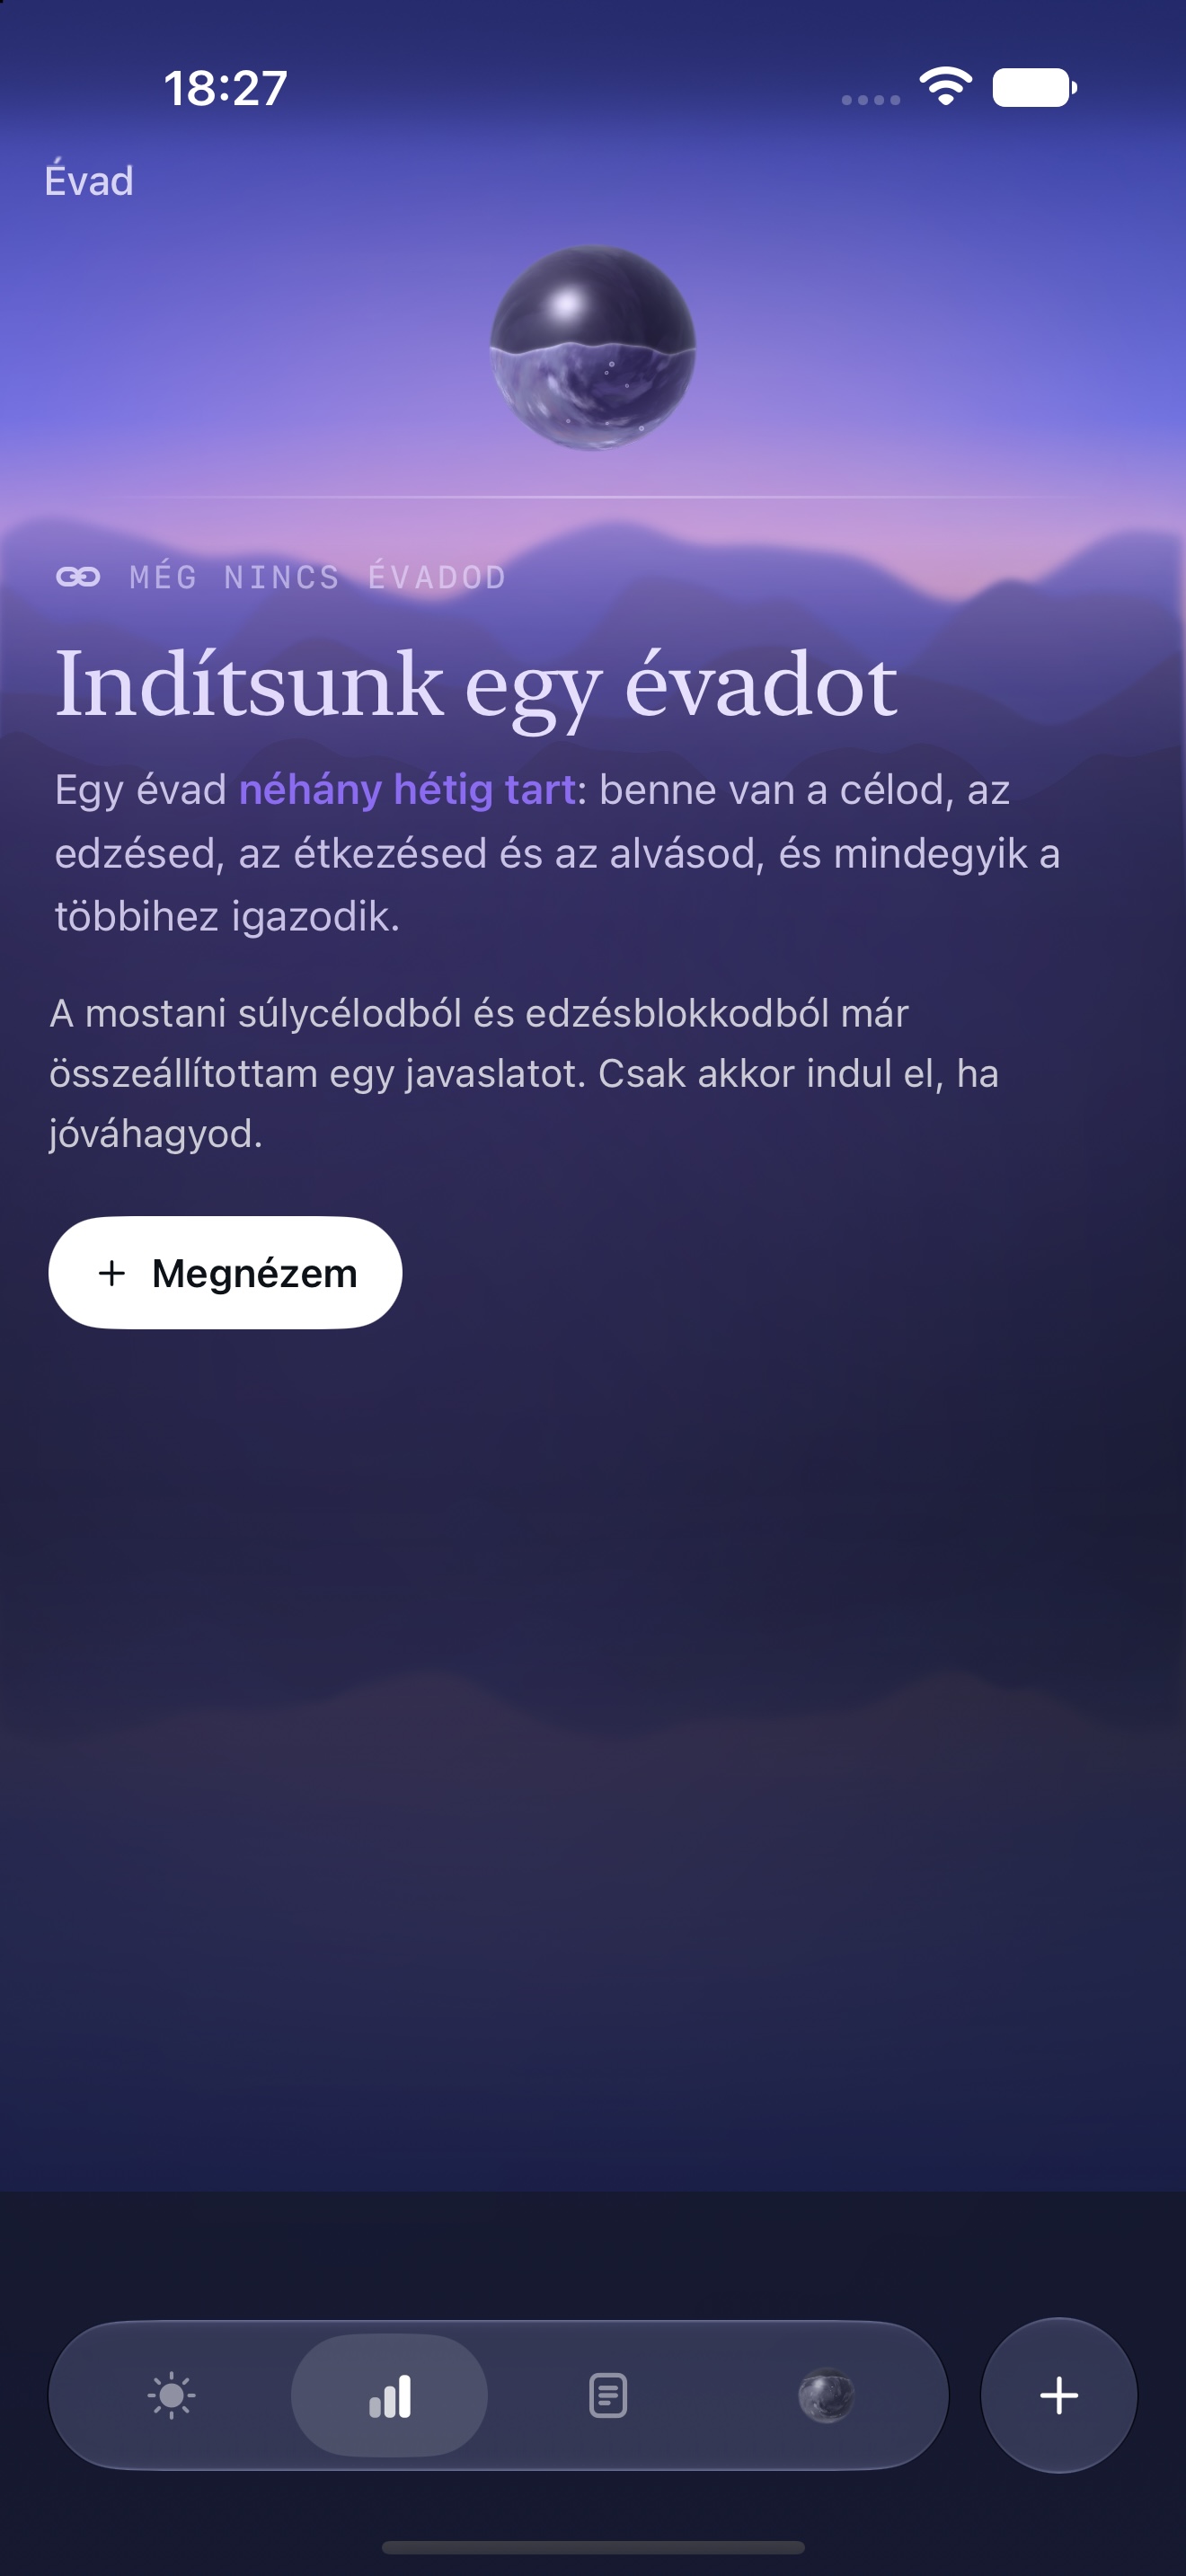 18:27
Évad
MÉG NINCS ÉVADOD
Indítsunk egy évadot
Egy évad néhány hétig tart: benne van a célod, az
edzésed, az étkezésed és az alvásod, és mindegyik a
többihez igazodik.
A mostani súlycélodból és edzésblokkodból már
összeállítottam egy javaslatot. Csak akkor indul el, ha
jóváhagyod.
Megnézem